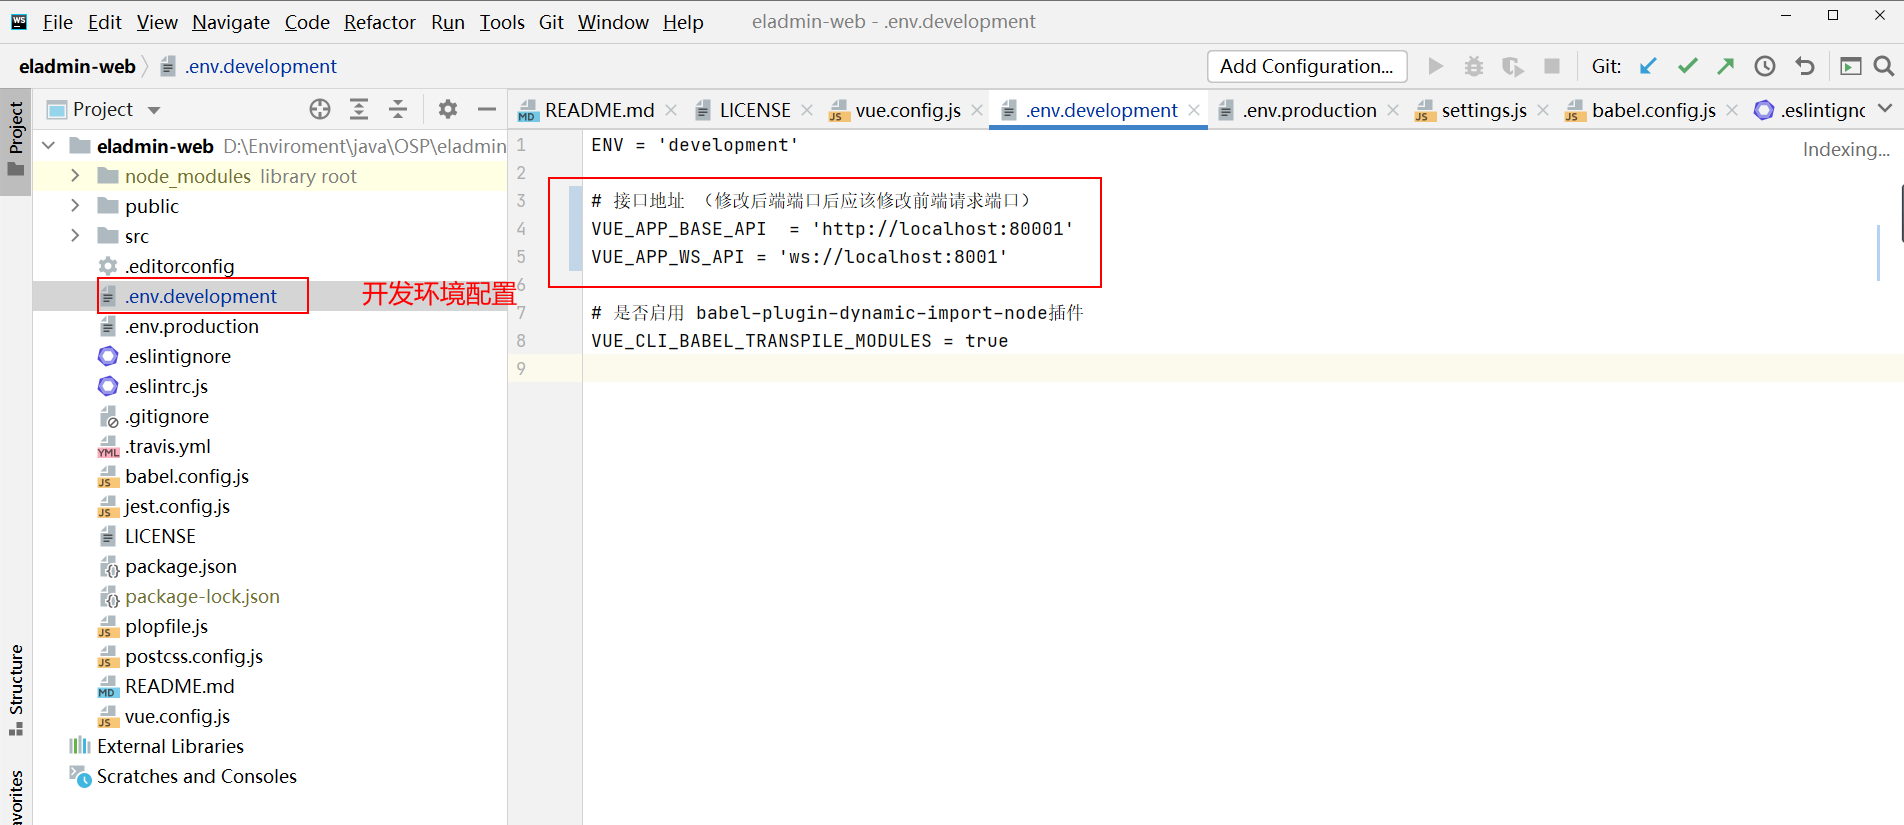 File Edit View Navigate Code Refactor Run Tools Git Window Help eladmin-web - .env.development
eladmin-web .env.development Add Configuration... Git:
Project
Project
README.md LICENSE vue.config.js .env.development .env.production settings.js babel.config.js .eslintigno
eladmin-web D:\Enviroment\java\OSP\eladmin
node_modules library root
public
src
.editorconfig
.env.development 开发环境配置
.env.production
.eslintignore
.eslintrc.js
.gitignore
.travis.yml
babel.config.js
jest.config.js
LICENSE
package.json
package-lock.json
plopfile.js
postcss.config.js
README.md
vue.config.js
External Libraries
Scratches and Consoles
Structure
avorites
1 ENV = 'development'
Indexing...
2
3 # 接口地址 （修改后端端口后应该修改前端请求端口）
4 VUE_APP_BASE_API  = 'http://localhost:80001'
5 VUE_APP_WS_API = 'ws://localhost:8001'
6
7 # 是否启用 babel-plugin-dynamic-import-node插件
8 VUE_CLI_BABEL_TRANSPILE_MODULES = true
9